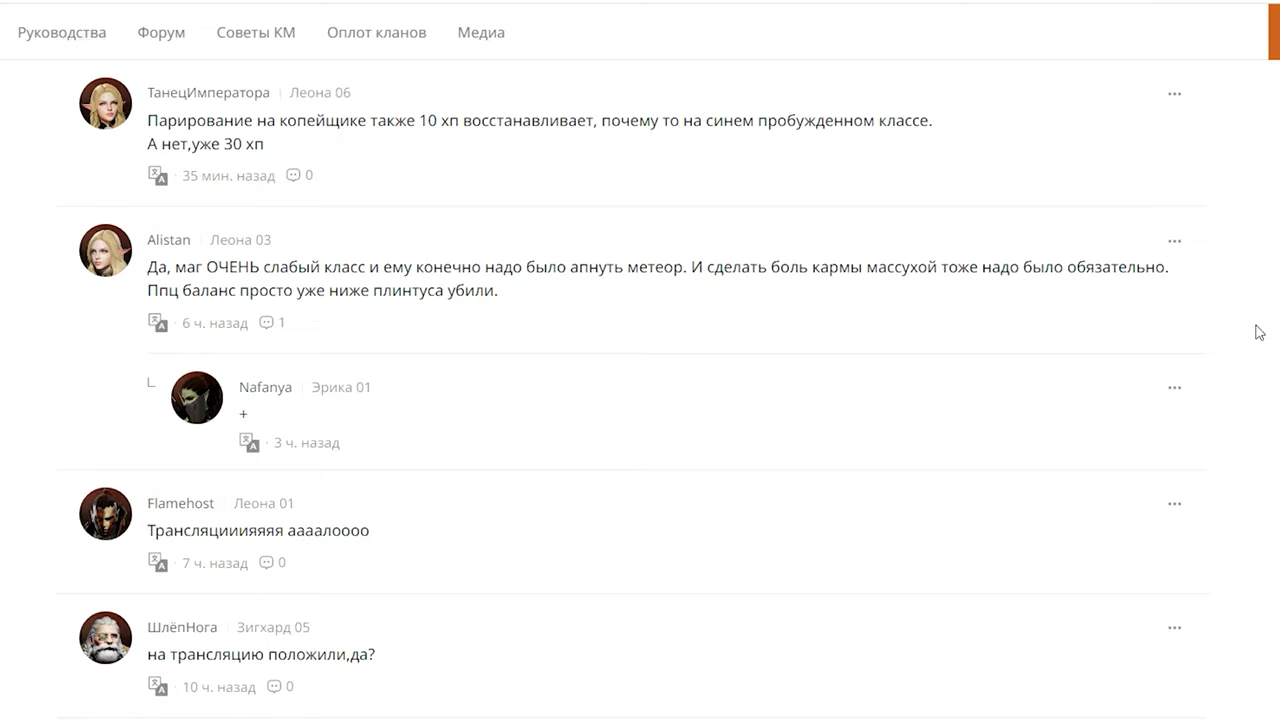 Руководства Форум Советы КМ Оплот кланов Медиа
ТанецИмператора Леона 06
Парирование на копейщике также 10 хп восстанавливает, почему то на синем пробужденном классе.
А нет,уже 30 хп
35 мин. назад 0
Alistan Леона 03
Да, маг ОЧЕНЬ слабый класс и ему конечно надо было апнуть метеор. И сделать боль кармы массухой тоже надо было обязательно.
Ппц баланс просто уже ниже плинтуса убили.
6 ч. назад 1
Nafanya Эрика 01
+
3 ч. назад
Flamehost Леона 01
Трансляцииияяяя аааалоооо
7 ч. назад 0
ШлёпНога Зигхард 05
на трансляцию положили,да?
10 ч. назад 0